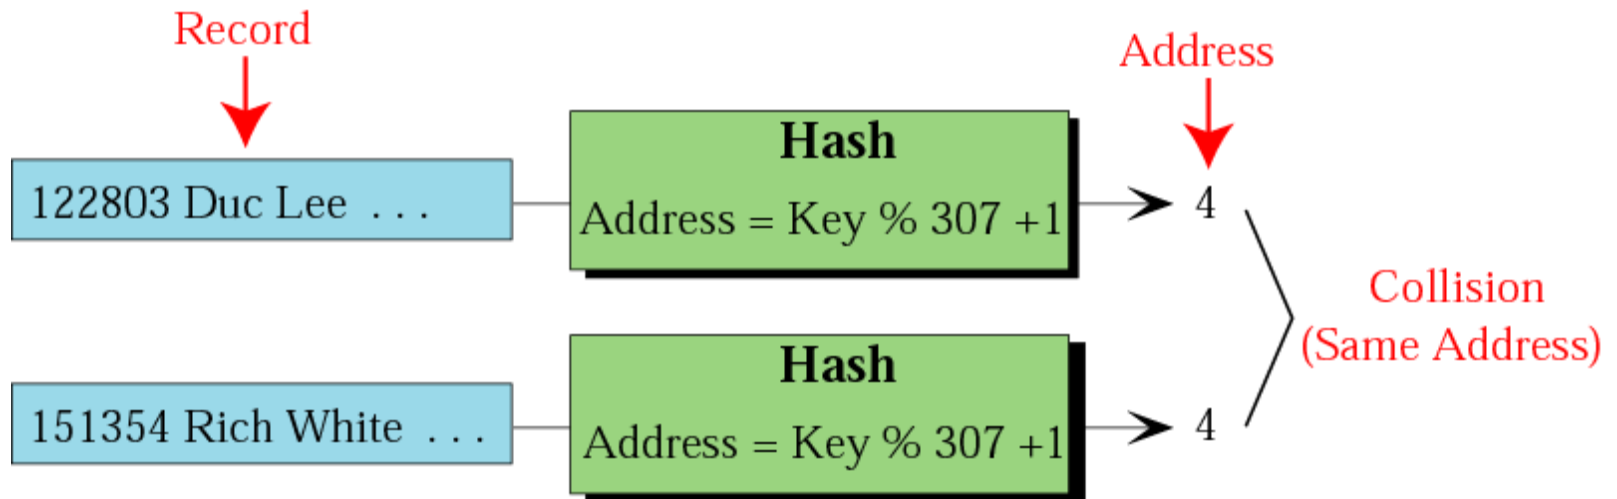 Record
Address
122803 Duc Lee . . .
Hash
Address = Key % 307 +1
4
Collision
(Same Address)
151354 Rich White . . .
Hash
Address = Key % 307 +1
4